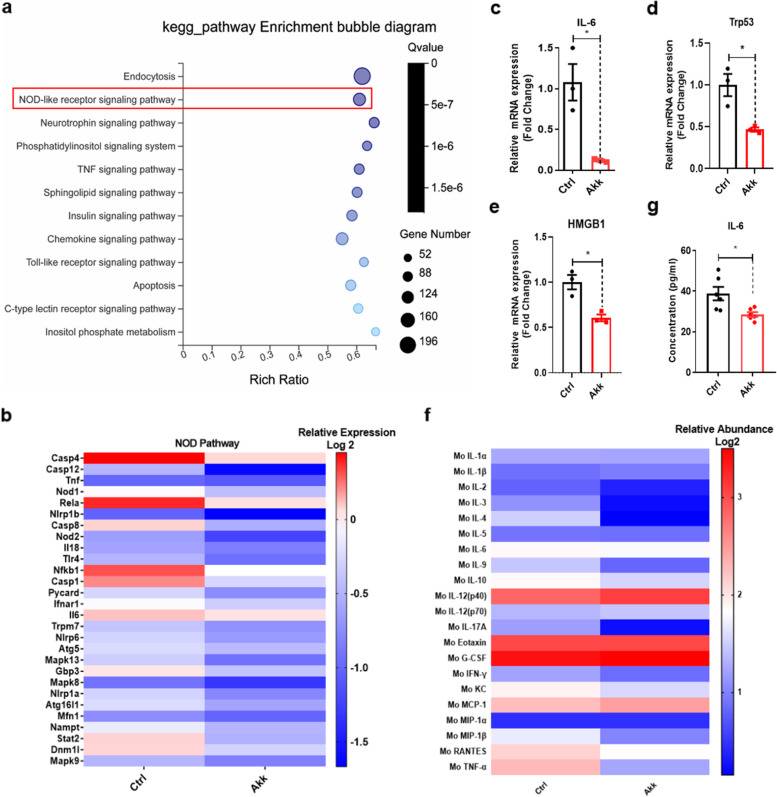 a
kegg_pathway Enrichment bubble diagram
Endocytosis
NOD-like receptor signaling pathway
Neurotrophin signaling pathway
Phosphatidylinositol signaling system
TNF signaling pathway
Sphingolipid signaling pathway
Insulin signaling pathway
Chemokine signaling pathway
Toll-like receptor signaling pathway
Apoptosis
C-type lectin receptor signaling pathway
Inositol phosphate metabolism
0 0.1 0.2 0.3 0.4 0.5 0.6
Rich Ratio
Qvalue
0
5e-7
1e-6
1.5e-6
Gene Number
52
88
124
160
196
c
IL-6
*
Relative mRNA expression
(Fold Change)
1.5
1.0
0.5
0.0
Ctrl Akk
d
Trp53
*
Relative mRNA expression
(Fold Change)
1.5
1.0
0.5
0.0
Ctrl Akk
e
HMGB1
*
Relative mRNA expression
(Fold Change)
1.5
1.0
0.5
0.0
Ctrl Akk
g
IL-6
*
Concentration (pg/ml)
60
40
20
0
Ctrl Akk
b
NOD Pathway
Relative Expression
Log 2
Casp4
Casp12
Tnf
Nod1
Rela
Nlrp1b
Casp8
Nod2
Il18
Tlr4
Nfkb1
Casp1
Pycard
Ifnar1
Il6
Trpm7
Nlrp6
Atg5
Mapk13
Gbp3
Mapk8
Nlrp1a
Atg16l1
Mfn1
Nampt
Stat2
Dnm1l
Mapk9
Ctrl Akk
0
-0.5
-1.0
-1.5
f
Relative Abundance
Log2
Mo IL-1α
Mo IL-1β
Mo IL-2
Mo IL-3
Mo IL-4
Mo IL-5
Mo IL-6
Mo IL-9
Mo IL-10
Mo IL-12(p40)
Mo IL-12(p70)
Mo IL-17A
Mo Eotaxin
Mo G-CSF
Mo IFN-γ
Mo KC
Mo MCP-1
Mo MIP-1α
Mo MIP-1β
Mo RANTES
Mo TNF-α
Ctrl Akk
3
2
1